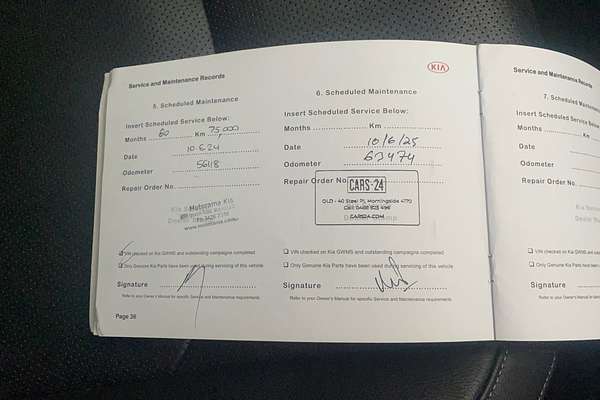 Service and Maintenance Records
5. Scheduled Maintenance
Insert Scheduled Service Below:
Months 60 Km 75,000
Date 10.6.24
Odometer
Repair Order No.
Motorama Kia
www.motorama.com
VIN checked on Kia GWMS and outstanding campaigns completed
Only Genuine Kia Parts have been used during servicing of this vehicle
Signature
Refer to your Owner's Manual for specific Service and Maintenance requirements
Page 36
KIA
6. Scheduled Maintenance
Insert Scheduled Service Below:
Months Km
Date 10/6/25
Odometer 63474
Repair Order No.
CARS·24
QLD - 40 Steel Pl, Morningside 4170
VIN checked on Kia GWMS and outstanding campaigns completed
Only Genuine Kia Parts have been used during servicing of this vehicle
Signature
Refer to your Owner's Manual for specific Service and Maintenance requirements
Service and Maintenance Records
7. Scheduled
Insert Scheduled
Months
Date
Odometer
Repair Order No.
VIN checked on Kia GWMS
Only Genuine Kia Parts
Signature
Refer to your Owner's